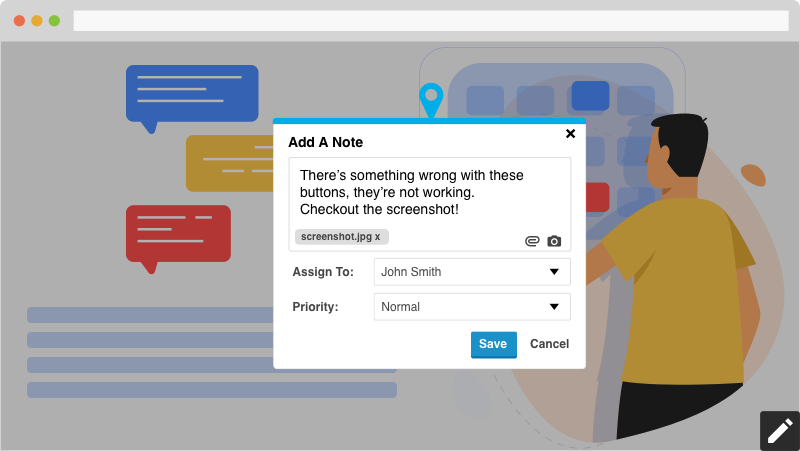 Add A Note
There’s something wrong with these
buttons, they’re not working.
Checkout the screenshot!
screenshot.jpg x
Assign To: John Smith
Priority: Normal
Save Cancel